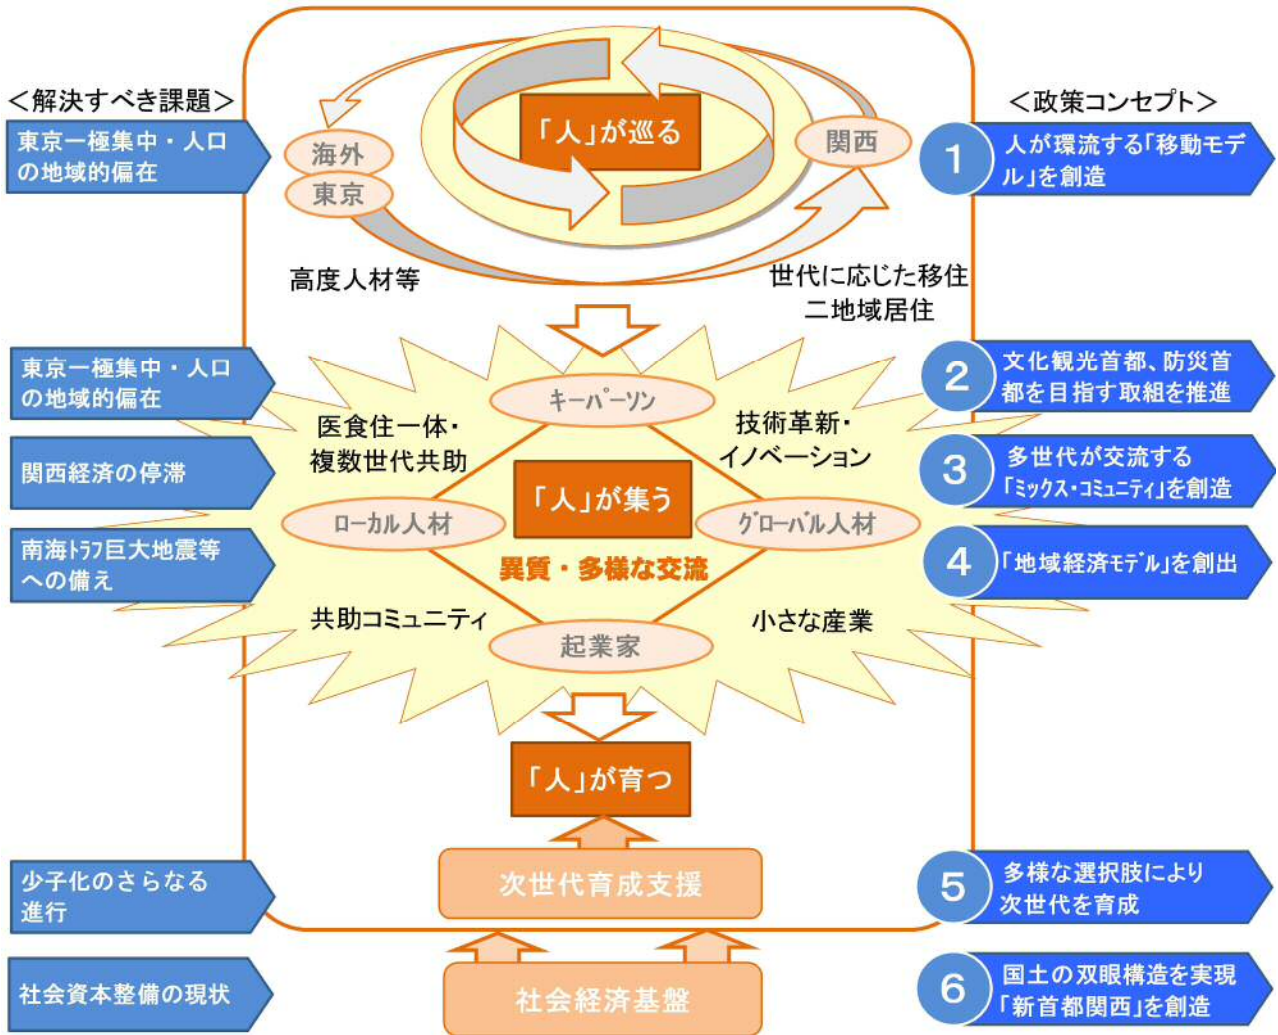 ＜解決すべき課題＞
東京一極集中・人口
の地域的偏在
海外
東京
「人」が巡る
関西
＜政策コンセプト＞
1
人が環流する「移動モデ
ル」を創造
高度人材等
世代に応じた移住
二地域居住
東京一極集中・人口
の地域的偏在
関西経済の停滞
南海ﾄﾗﾌ巨大地震等
への備え
キーパーソン
医食住一体・
複数世代共助
技術革新・
イノベーション
「人」が集う
ローカル人材
グローバル人材
異質・多様な交流
共助コミュニティ
小さな産業
起業家
2
文化観光首都、防災首
都を目指す取組を推進
3
多世代が交流する
「ミックス・コミュニティ」を創造
4
「地域経済モデル」を創出
「人」が育つ
少子化のさらなる
進行
次世代育成支援
5
多様な選択肢により
次世代を育成
社会資本整備の現状
社会経済基盤
6
国土の双眼構造を実現
「新首都関西」を創造